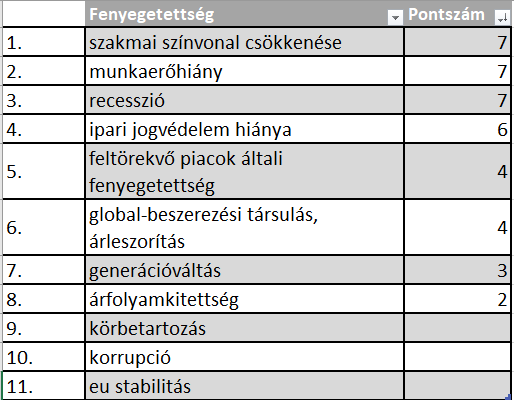 Fenyegetettség Pontszám
1. szakmai színvonal csökkenése 7
2. munkaerőhiány 7
3. recesszió 7
4. ipari jogvédelem hiánya 6
5. feltörekvő piacok általi
fenyegetettség 4
6. global-beszerezési társulás,
árleszorítás 4
7. generációváltás 3
8. árfolyamkitettség 2
9. körbetartozás
10. korrupció
11. eu stabilitás